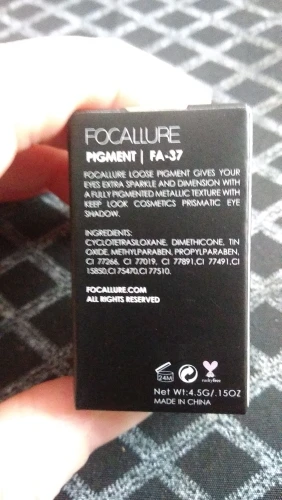 FOCALLURE
PIGMENT | FA-37
FOCALLURE LOOSE PIGMENT GIVES YOUR
EYES EXTRA SPARKLE AND DIMENSION WITH
A FULLY PIGMENTED METALLIC TEXTURE WITH
KEEP LOOK COSMETICS PRISMATIC EYE
SHADOW.
INGREDIENTS:
CYCLOTETRASILOXANE, DIMETHICONE, TIN
OXIDE, METHYLPARABEN, PROPYLPARABEN,
CI 77266, CI 77019, CI 77891,CI 77491,CI
15850,CI 75470,CI 77510.
FOCALLURE.COM
ALL RIGHTS RESERVED
24M
crueltyfree
Net Wt:4.5G/.15OZ
MADE IN CHINA